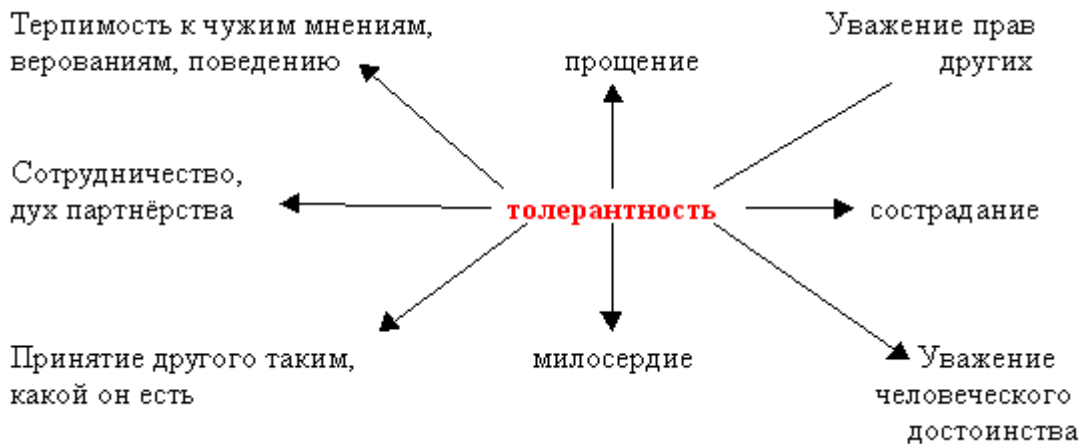 Терпимость к чужим мнениям,
верованиям, поведению
прощение
Уважение прав
других
Сотрудничество,
дух партнёрства
толерантность
сострадание
Принятие другого таким,
какой он есть
милосердие
Уважение
человеческого
достоинства